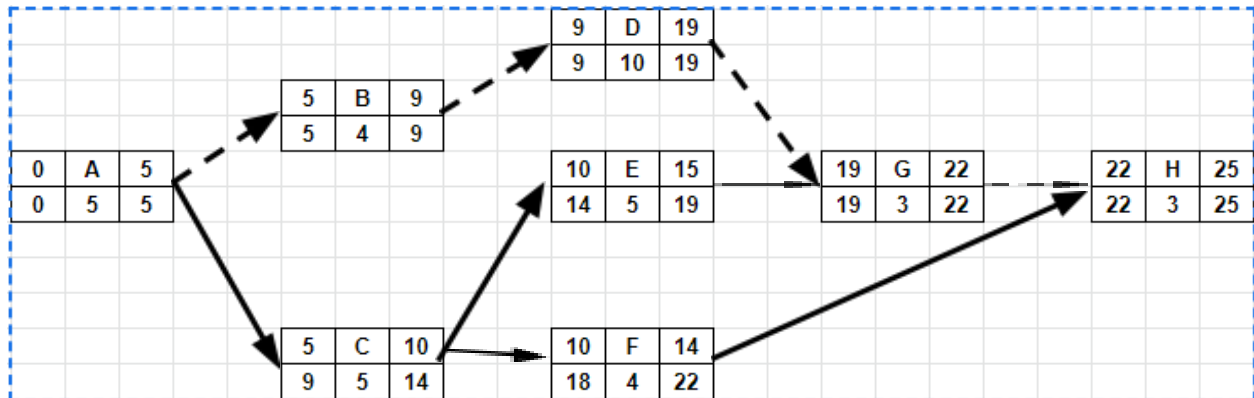 9 D 19
9 10 19
5 B 9
5 4 9
0 A 5
0 5 5
10 E 15
14 5 19
19 G 22
19 3 22
22 H 25
22 3 25
5 C 10
9 5 14
10 F 14
18 4 22